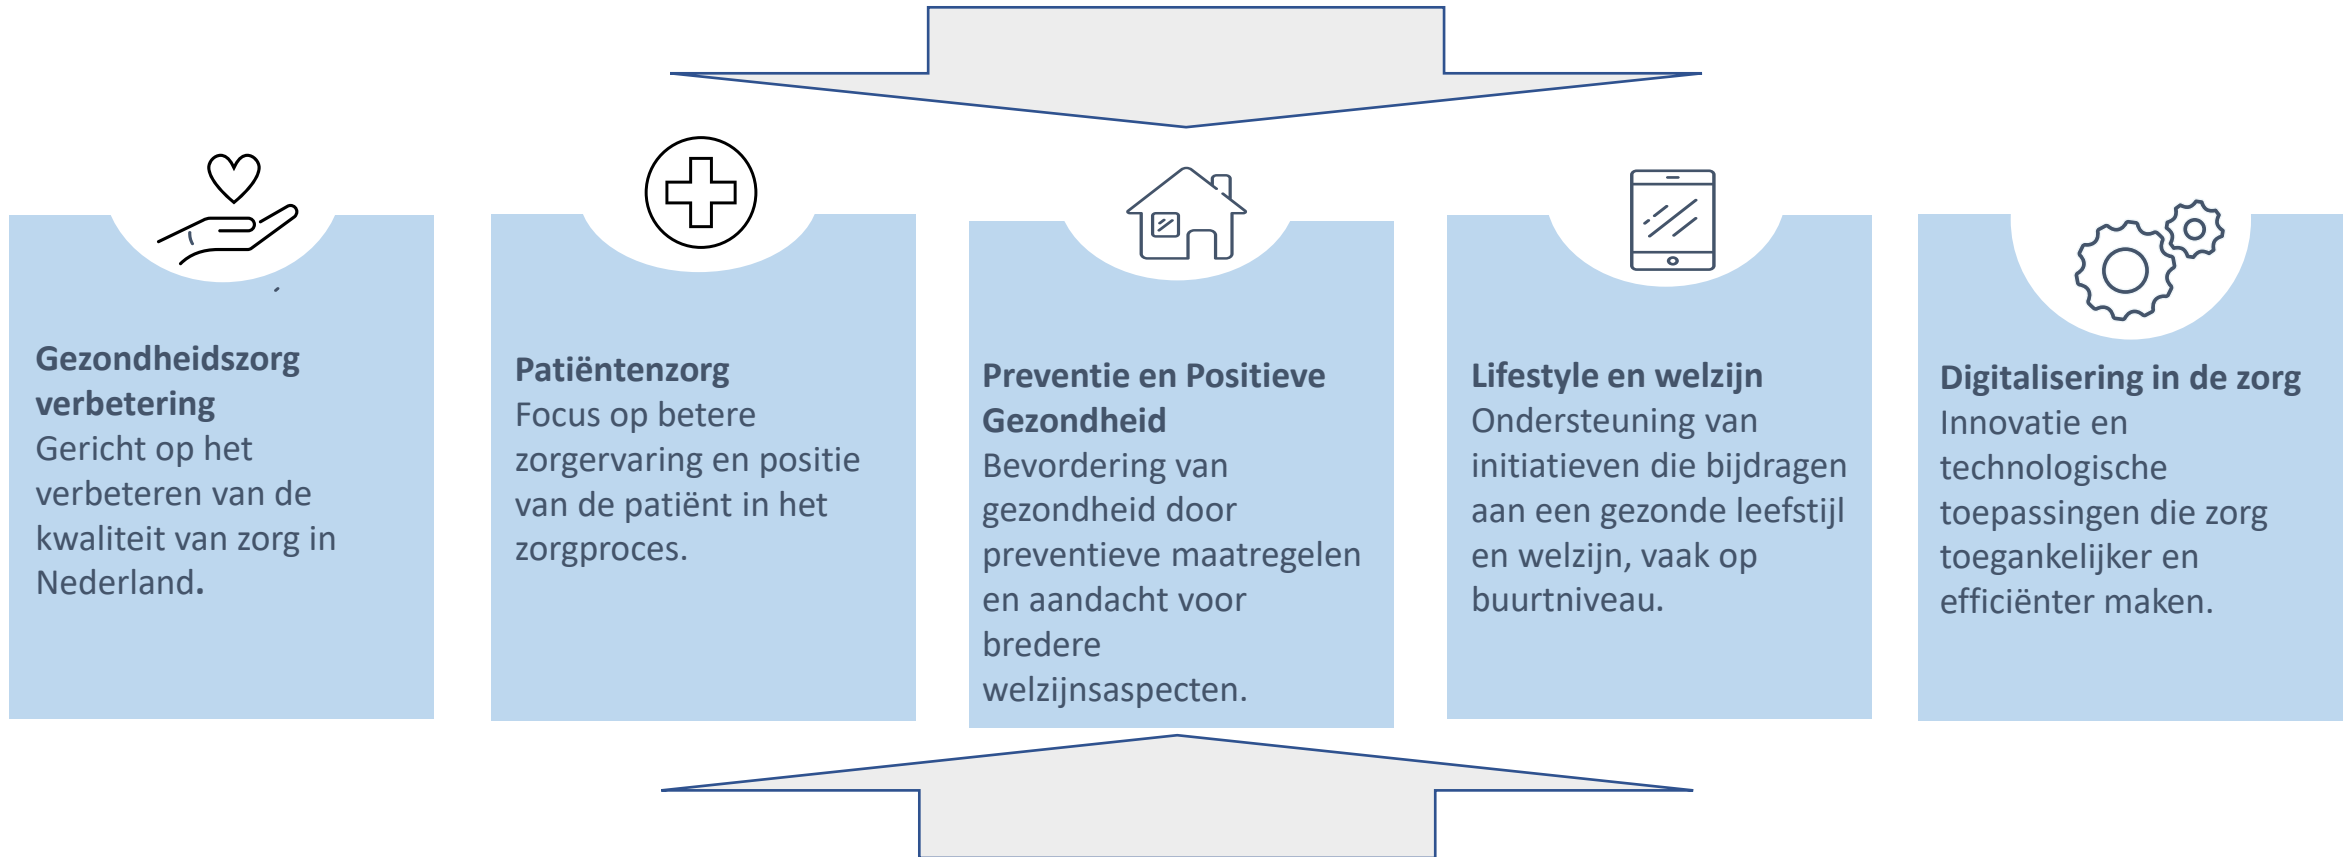 Gezondheidszorg
verbetering
Gericht op het
verbeteren van de
kwaliteit van zorg in
Nederland.
Patiëntenzorg
Focus op betere
zorgervaring en positie
van de patiënt in het
zorgproces.
Preventie en Positieve
Gezondheid
Bevordering van
gezondheid door
preventieve maatregelen
en aandacht voor
bredere
welzijnsaspecten.
Lifestyle en welzijn
Ondersteuning van
initiatieven die bijdragen
aan een gezonde leefstijl
en welzijn, vaak op
buurtniveau.
Digitalisering in de zorg
Innovatie en
technologische
toepassingen die zorg
toegankelijker en
efficiënter maken.